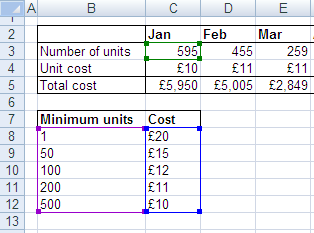 A B C D E
2 Jan Feb Mar
3 Number of units 595 455 259
4 Unit cost £10 £11 £11
5 Total cost £5,950 £5,005 £2,849
6
7 Minimum units Cost
8 1 £20
9 50 £15
10 100 £12
11 200 £11
12 500 £10
13